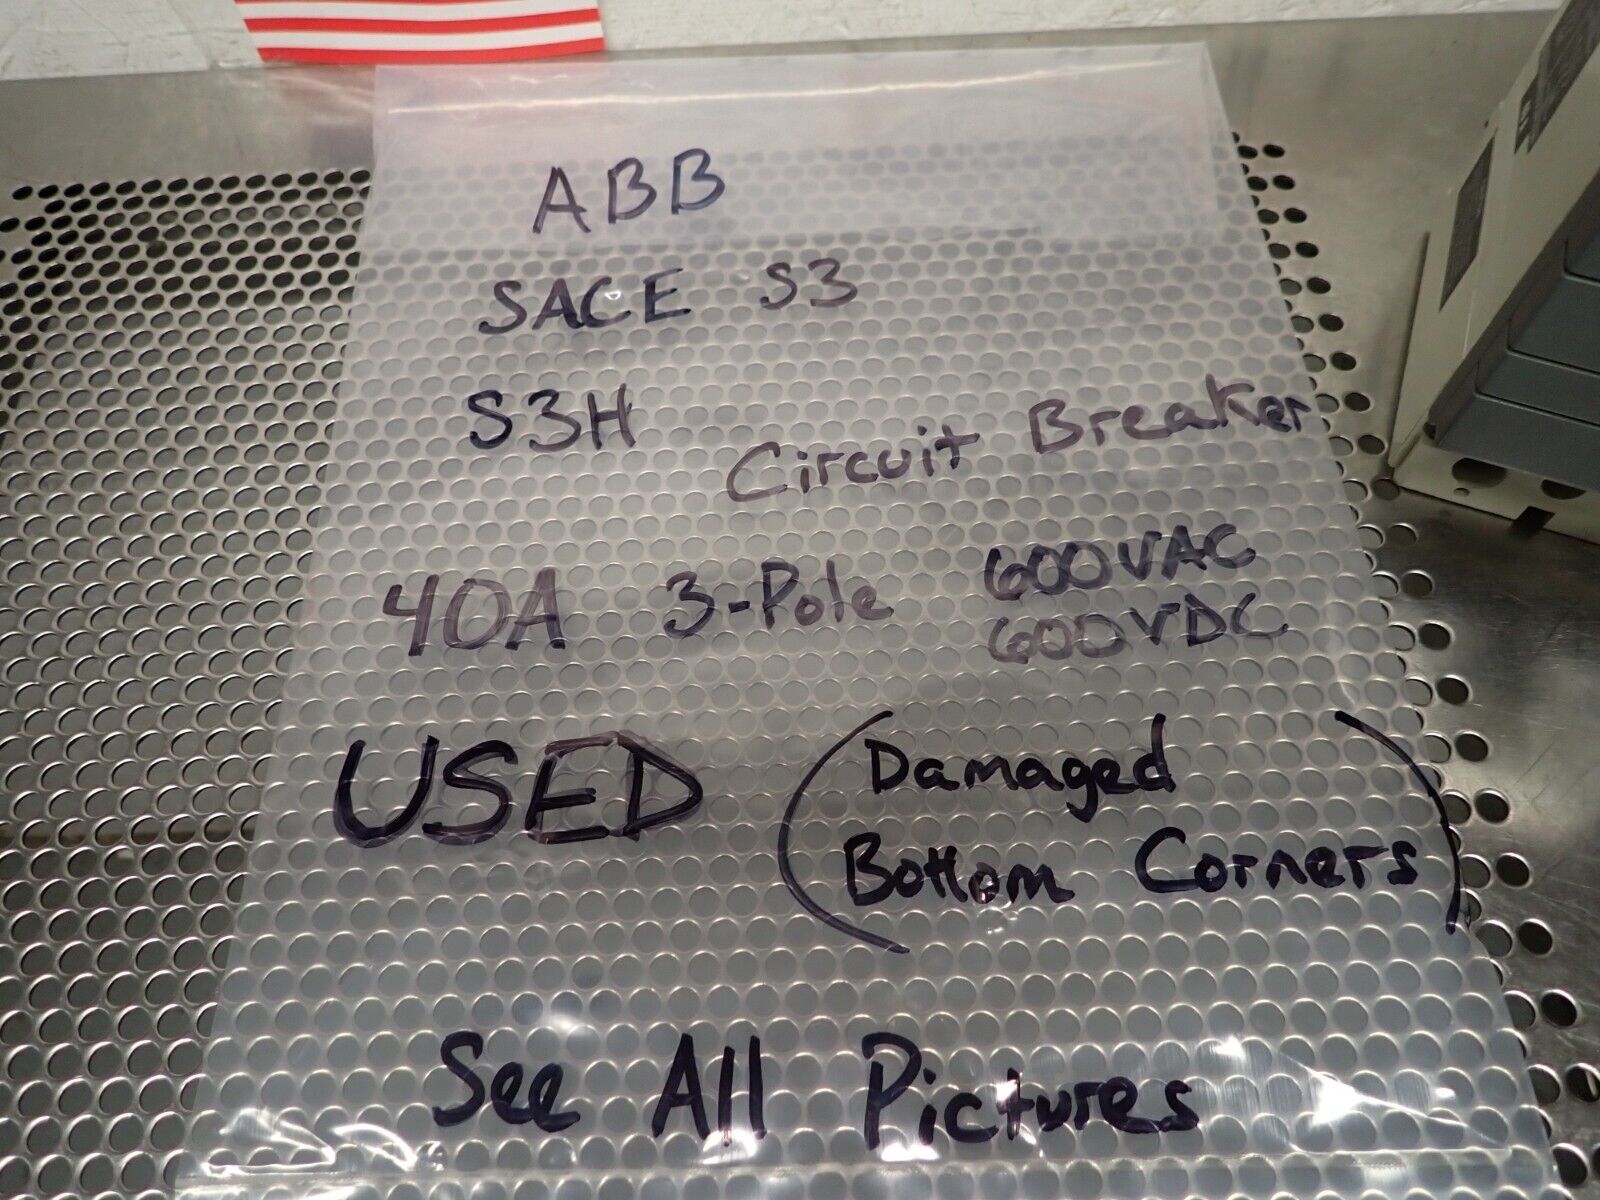 ABB
SACE S3
S3H Circuit Breaker
40A 3-Pole 600VAC
600VDC
USED (Damaged
Bottom Corners)
See All Pictures